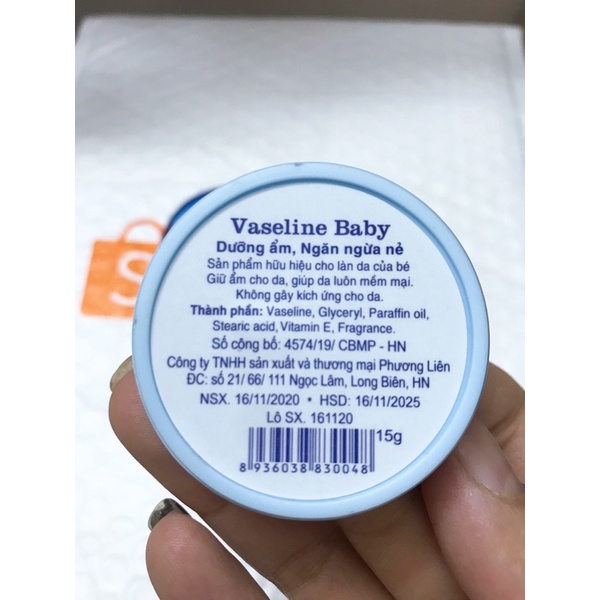 Vaseline Baby
Dưỡng ẩm, Ngăn ngừa nẻ
Sản phẩm hữu hiệu cho làn da của bé
Giữ ẩm cho da, giúp da luôn mềm mại.
Không gây kích ứng cho da.
Thành phần: Vaseline, Glyceryl, Paraffin oil,
Stearic acid, Vitamin E, Fragrance.
Số công bố: 4574/19/ CBMP - HN
Công ty TNHH sản xuất và thương mại Phương Liên
ĐC: số 21/ 66/ 111 Ngọc Lâm, Long Biên, HN
NSX. 16/11/2020 • HSD: 16/11/2025
Lô SX. 161120
15g
8 936038 830048